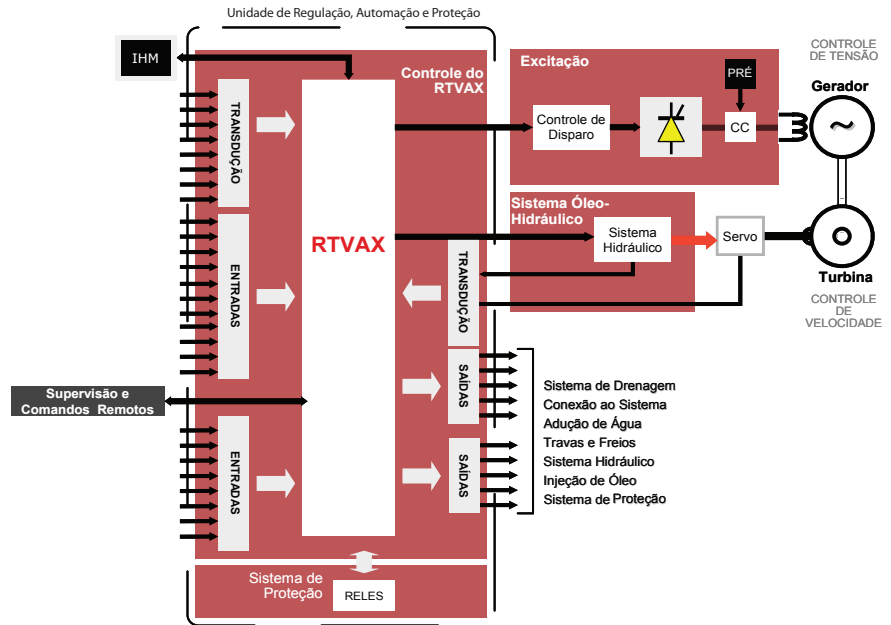 Unidade de Regulação, Automação e Proteção
IHM
Controle do
RTVAX
TRANSDUÇÃO
ENTRADAS
RTVAX
Supervisão e
Comandos Remotos
ENTRADAS
TRANSDUÇÃO
SAÍDAS
SAÍDAS
Sistema de
Proteção
RELES
Excitação
PRÉ
Controle de
Disparo
CC
CONTROLE
DE TENSÃO
Gerador
Sistema Óleo-
Hidráulico
Sistema
Hidráulico
Servo
Turbina
CONTROLE
DE
VELOCIDADE
Sistema de Drenagem
Conexão ao Sistema
Adução de Água
Travas e Freios
Sistema Hidráulico
Injeção de Óleo
Sistema de Proteção